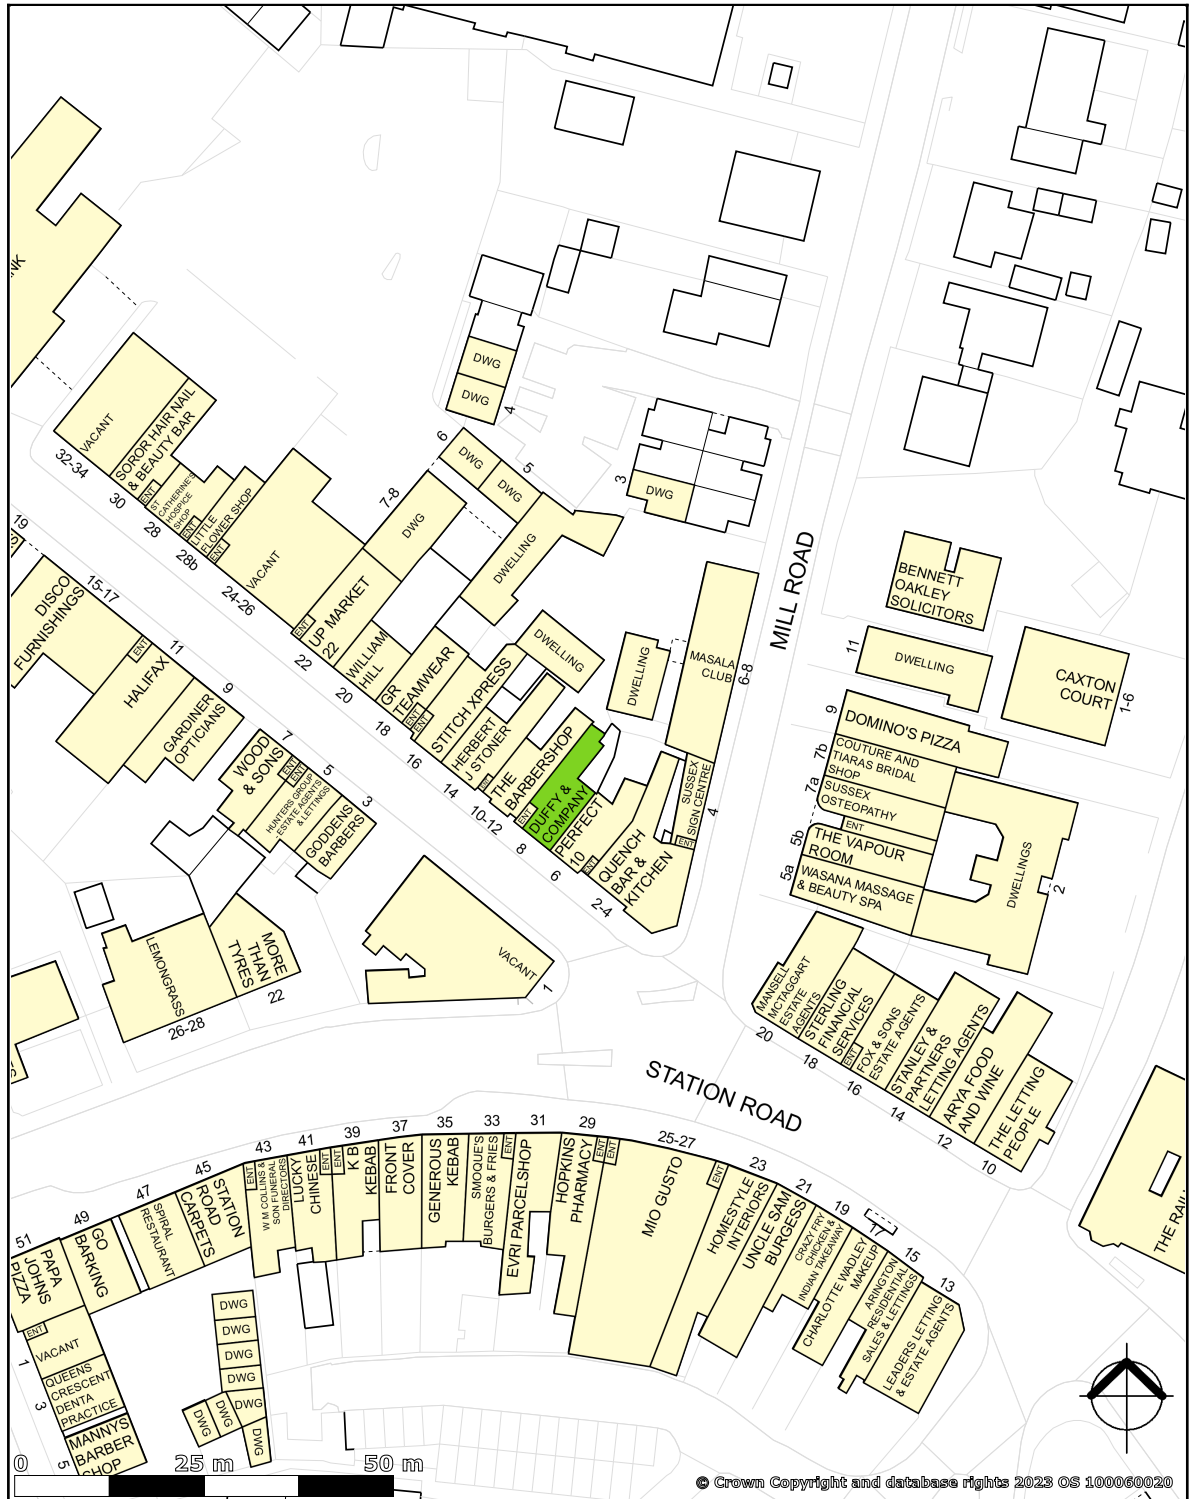 NK
DWG
DWG
4
VACANT
32-34
SOROR HAIR NAIL
& BEAUTY BAR
ENT
30
ST
CATHERINE'S
HOSPICE
SHOP
28
ENT
LITTLE
FLOWER SHOP
ENT
28b
VACANT
24-26
6
DWG
5
DWG
7-8
DWG
DWELLING
3
DWG
19
15-17
DISCO
FURNISHINGS
11
ENT
HALIFAX
9
GARDINER
OPTICIANS
ENT
UP MARKET
22
22
WILLIAM
HILL
20
GR
TEAMWEAR
ENT
ENT
18
STITCH XPRESS
16
HERBERT
J STONER
14
ENT
THE
BARBERSHOP
10-12
ENT
DUFFY &
COMPANY
8
PERFECT
10
ENT
6
QUENCH
BAR &
KITCHEN
2-4
DWELLING
DWELLING
MASALA
CLUB
6-8
SUSSEX
SIGN CENTRE
ENT
4
MILL ROAD
BENNETT
OAKLEY
SOLICITORS
11
DWELLING
CAXTON
COURT
1-6
9
DOMINO'S PIZZA
7b
COUTURE AND
TIARAS BRIDAL
SHOP
7a
SUSSEX
OSTEOPATHY
ENT
5b
THE VAPOUR
ROOM
5a
WASANA MASSAGE
& BEAUTY SPA
DWELLINGS
2
7
WOOD
& SONS
ENT
ENT
5
HUNTERS GROUP
ESTATE AGENTS
& LETTINGS
3
GODDENS
BARBERS
LEMONGRASS
26-28
MORE
THAN
TYRES
22
VACANT
1
MANSELL
MCTAGGART
ESTATE
AGENTS
20
STERLING
FINANCIAL
SERVICES
18
ENT
FOX & SONS
ESTATE AGENTS
16
STANLEY &
PARTNERS
LETTING AGENTS
14
ARYA FOOD
AND WINE
12
THE LETTING
PEOPLE
10
STATION ROAD
THE RAIL
51
PAPA
JOHNS
PIZZA
49
GO
BARKING
47
SPIRAL
RESTAURANT
45
STATION
ROAD
CARPETS
43
ENT
W M COLLINS &
SON FUNERAL
DIRECTORS
41
LUCKY
CHINESE
ENT
39
ENT
K B
KEBAB
37
FRONT
COVER
35
GENEROUS
KEBAB
33
SMOQUE'S
BURGERS & FRIES
ENT
31
EVRI PARCELSHOP
29
HOPKINS
PHARMACY
ENT
ENT
25-27
MIO GUSTO
ENT
23
HOMESTYLE
INTERIORS
21
UNCLE SAM
BURGESS
19
CRAZY FRY
CHICKEN &
INDIAN TAKEAWAY
17
CHARLOTTE WADLEY
MAKEUP
15
ARINGTON
RESIDENTIAL
SALES & LETTINGS
13
LEADERS LETTING
& ESTATE AGENTS
ENT
1
VACANT
3
QUEENS
CRESCENT
DENTA
PRACTICE
5
MANNYS
BARBER
SHOP
DWG
DWG
DWG
DWG
DWG
DWG
DWG
DWG
0
25 m
50 m
© Crown Copyright and database rights 2023 OS 100060020